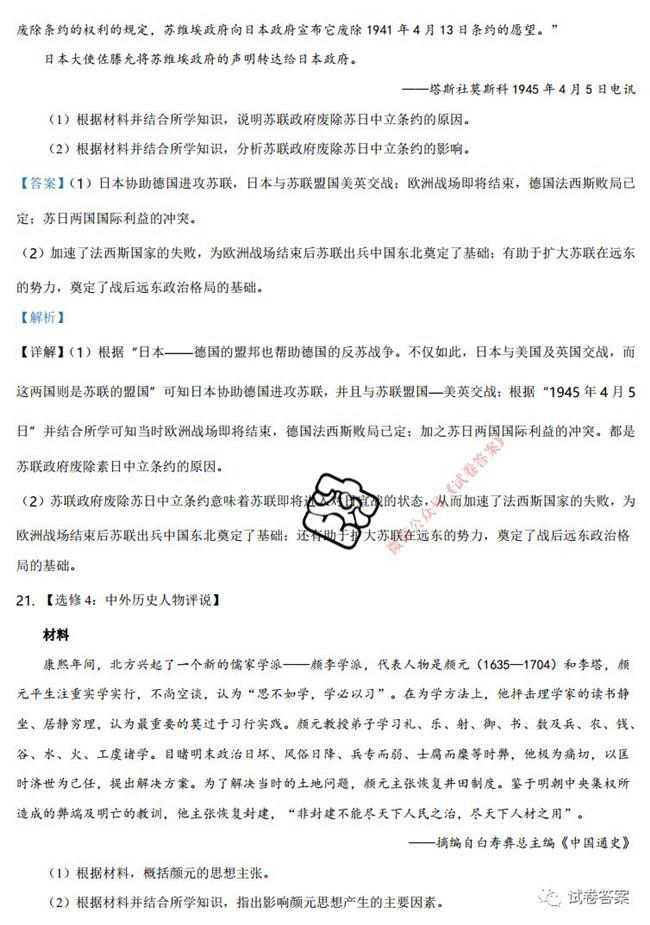 废除条约的权利的规定，苏维埃政府向日本政府宣布它废除 1941 年 4 月 13 日条约的愿望。”
日本大使佐藤允将苏维埃政府的声明转达给日本政府。
——塔斯社莫斯科 1945 年 4 月 5 日电讯
（1）根据材料并结合所学知识，说明苏联政府废除苏日中立条约的原因。
（2）根据材料并结合所学知识，分析苏联政府废除苏日中立条约的影响。
【答案】（1）日本协助德国进攻苏联，日本与苏联盟国美英交战；欧洲战场即将结束，德国法西斯败局已
定；苏日两国国际利益的冲突。
（2）加速了法西斯国家的失败，为欧洲战场结束后苏联出兵中国东北奠定了基础；有助于扩大苏联在远东
的势力，奠定了战后远东政治格局的基础。
【解析】
【详解】（1）根据“日本——德国的盟邦也帮助德国的反苏战争。不仅如此，日本与美国及英国交战，而
这两国则是苏联的盟国”可知日本协助德国进攻苏联，并且与苏联盟国—美英交战；根据“1945 年 4 月 5
日”并结合所学可知当时欧洲战场即将结束，德国法西斯败局已定；加之苏日两国国际利益的冲突。都是
苏联政府废除素日中立条约的原因。
（2）苏联政府废除苏日中立条约意味着苏联即将进入对日宣战的状态，从而加速了法西斯国家的失败，为
欧洲战场结束后苏联出兵中国东北奠定了基础；还有助于扩大苏联在远东的势力，奠定了战后远东政治格
局的基础。
微信公众号《试卷答案》
21. 【选修 4：中外历史人物评说】
材料
康熙年间，北方兴起了一个新的儒家学派——颜李学派，代表人物是颜元（1635—1704）和李塨，颜
元平生注重实学实行，不尚空谈，认为“思不如学，学必以习”。在为学方法上，他抨击理学家的读书静
坐、居静穷理，认为最重要的莫过于习行实践。颜元教授弟子学习礼、乐、射、御、书、数及兵、农、钱、
谷、水、火、工虞诸学。目睹明末政治日坏、风俗日降、兵专而弱、士腐而糜等时弊，他极为痛切，以匡
时济世为己任，提出解决方案。为了解决当时的土地问题，颜元主张恢复井田制度。鉴于明朝中央集权所
造成的弊端及明亡的教训，他主张恢复封建，“非封建不能尽天下人民之治，尽天下人材之用”。
——摘编自白寿彝总主编《中国通史》
（1）根据材料，概括颜元的思想主张。
（2）根据材料并结合所学知识，指出影响颜元思想产生的主要因素。
试卷答案